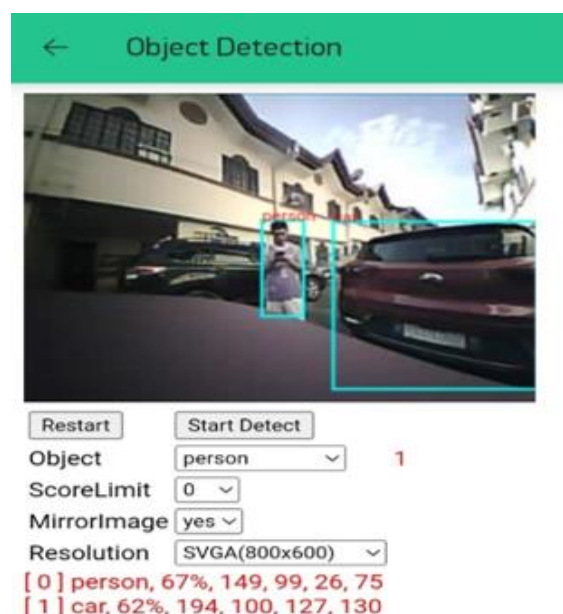 Object Detection
person
Restart Start Detect
Object person 1
ScoreLimit 0
MirrorImage yes
Resolution SVGA(800x600)
[ 0 ] person, 67%, 149, 99, 26, 75
[ 1 ] car, 62%, 194, 100, 127, 130